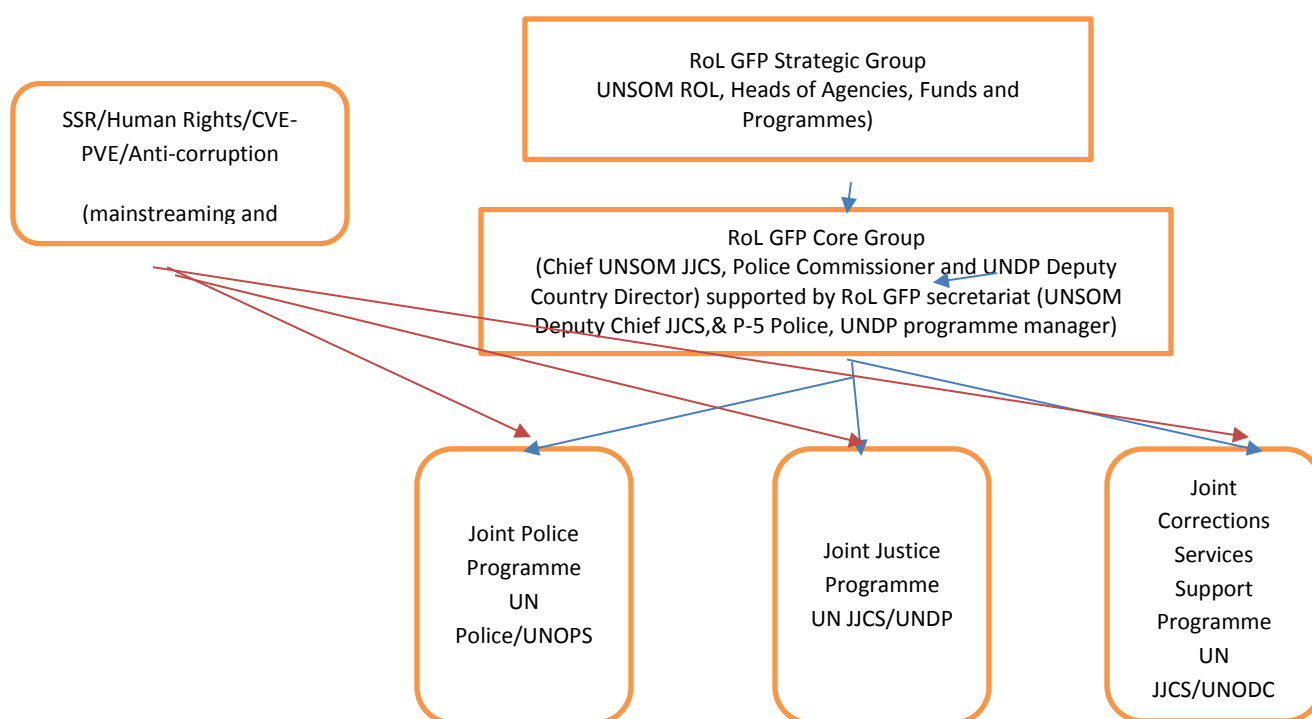 RoL GFP Strategic Group
UNSOM ROL, Heads of Agencies, Funds and
Programmes)
SSR/Human Rights/CVE-
PVE/Anti-corruption
(mainstreaming and
RoL GFP Core Group
(Chief UNSOM JJCS, Police Commissioner and UNDP Deputy
Country Director) supported by RoL GFP secretariat (UNSOM
Deputy Chief JJCS,& P-5 Police, UNDP programme manager)
Joint Police
Programme
UN
Police/UNOPS
Joint Justice
Programme
UN JJCS/UNDP
Joint
Corrections
Services
Support
Programme
UN
JJCS/UNODC